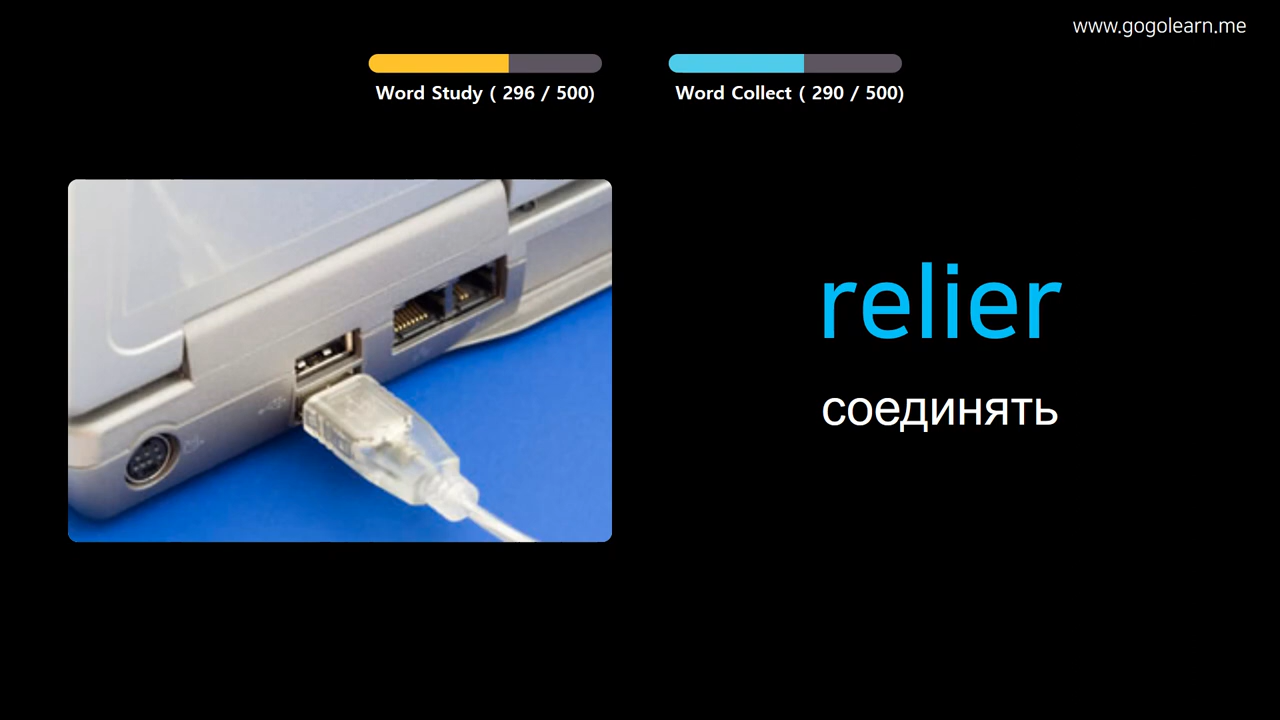 www.gogolearn.me
Word Study ( 296 / 500)
Word Collect ( 290 / 500)
relier
соединять